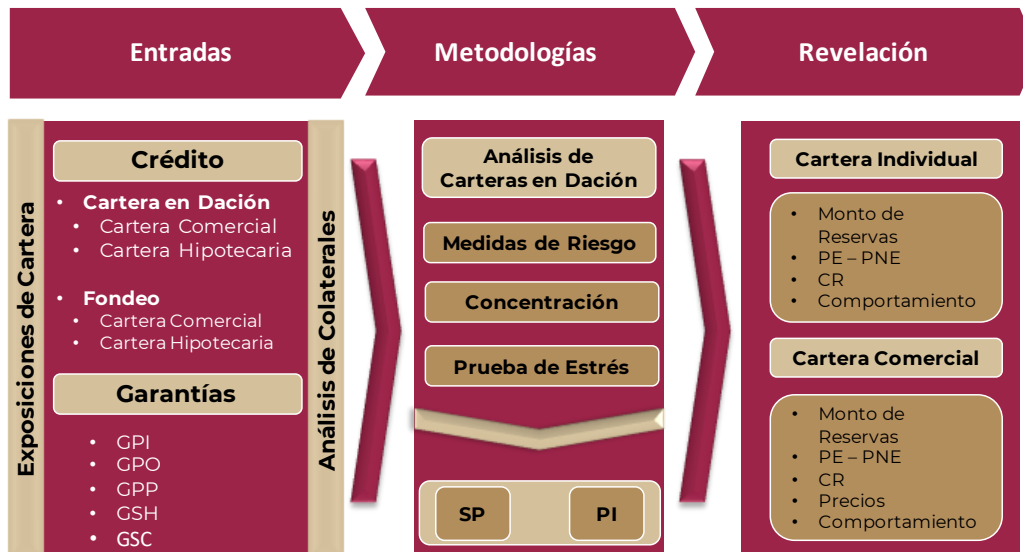 Entradas
Metodologías
Revelación
Exposiciones de Cartera
Crédito
• Cartera en Dación
• Cartera Comercial
• Cartera Hipotecaria
• Fondeo
• Cartera Comercial
• Cartera Hipotecaria
Garantías
• GPI
• GPO
• GPP
• GSH
• GSC
Análisis de Colaterales
Análisis de
Carteras en Dación
Medidas de Riesgo
Concentración
Prueba de Estrés
SP
PI
Cartera Individual
• Monto de
Reservas
• PE – PNE
• CR
• Comportamiento
Cartera Comercial
• Monto de
Reservas
• PE – PNE
• CR
• Precios
• Comportamiento